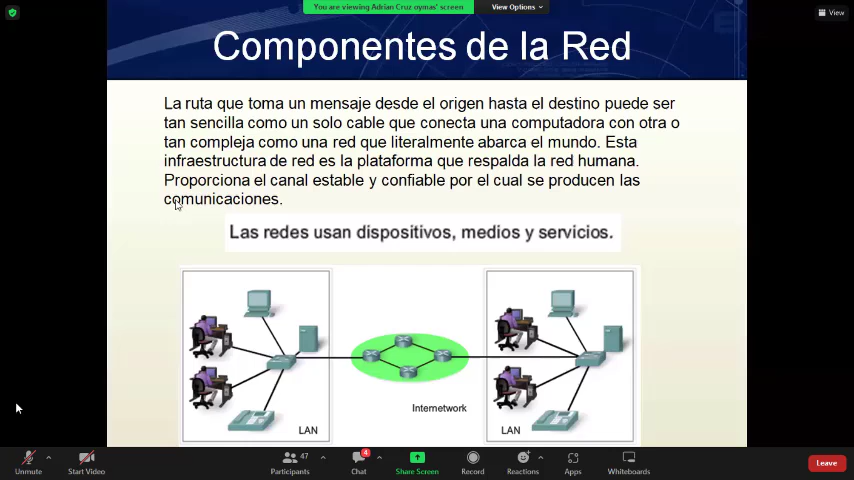 You are viewing Adrian Cruz oymas's screen
View Options
View
Componentes de la Red
La ruta que toma un mensaje desde el origen hasta el destino puede ser
tan sencilla como un solo cable que conecta una computadora con otra o
tan compleja como una red que literalmente abarca el mundo. Esta
infraestructura de red es la plataforma que respalda la red humana.
Proporciona el canal estable y confiable por el cual se producen las
comunicaciones.
Las redes usan dispositivos, medios y servicios.
Internetwork
LAN
LAN
47
4
Unmute
Start Video
Participants
Chat
Share Screen
Record
Reactions
Apps
Whiteboards
Leave